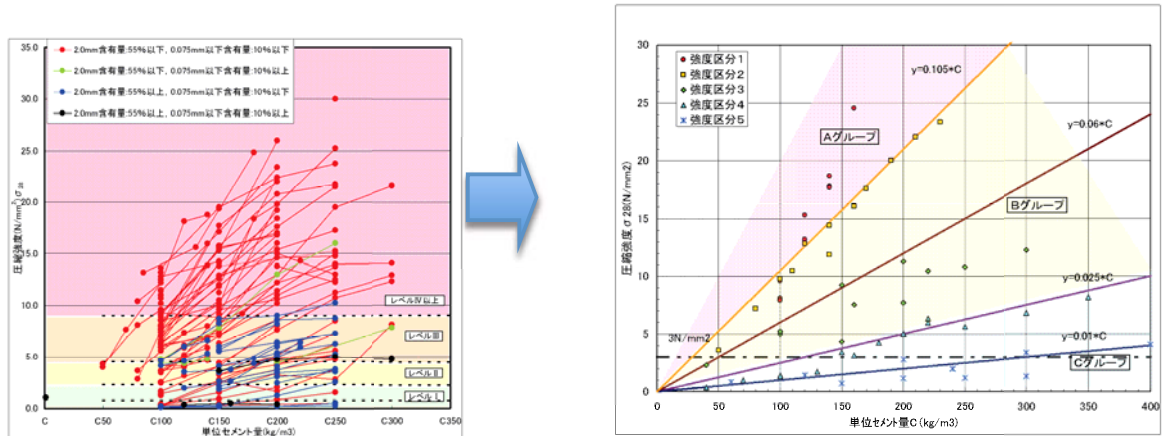 35.0
30.0
25.0
20.0
15.0
10.0
5.0
0.0
圧縮強度(N/mm²)σ28
2.0mm含有量:55%以下, 0.075mm以下含有量:10%以下
2.0mm含有量:55%以下, 0.075mm以下含有量:10%以上
2.0mm含有量:55%以上, 0.075mm以下含有量:10%以下
2.0mm含有量:55%以上, 0.075mm以下含有量:10%以上
レベルⅣ以上
レベルⅢ
レベルⅡ
レベルⅠ
C C50 C100 C150 C200 C250 C300 C350
単位セメント量(kg/m3)
30
25
20
15
10
5
0
圧縮強度 σ28(N/mm2)
強度区分1
強度区分2
強度区分3
強度区分4
強度区分5
y=0.105*C
Aグループ
y=0.06*C
Bグループ
y=0.025*C
3N/mm2
y=0.01*C
Cグループ
0 50 100 150 200 250 300 350 400
単位セメント量C(kg/m3)